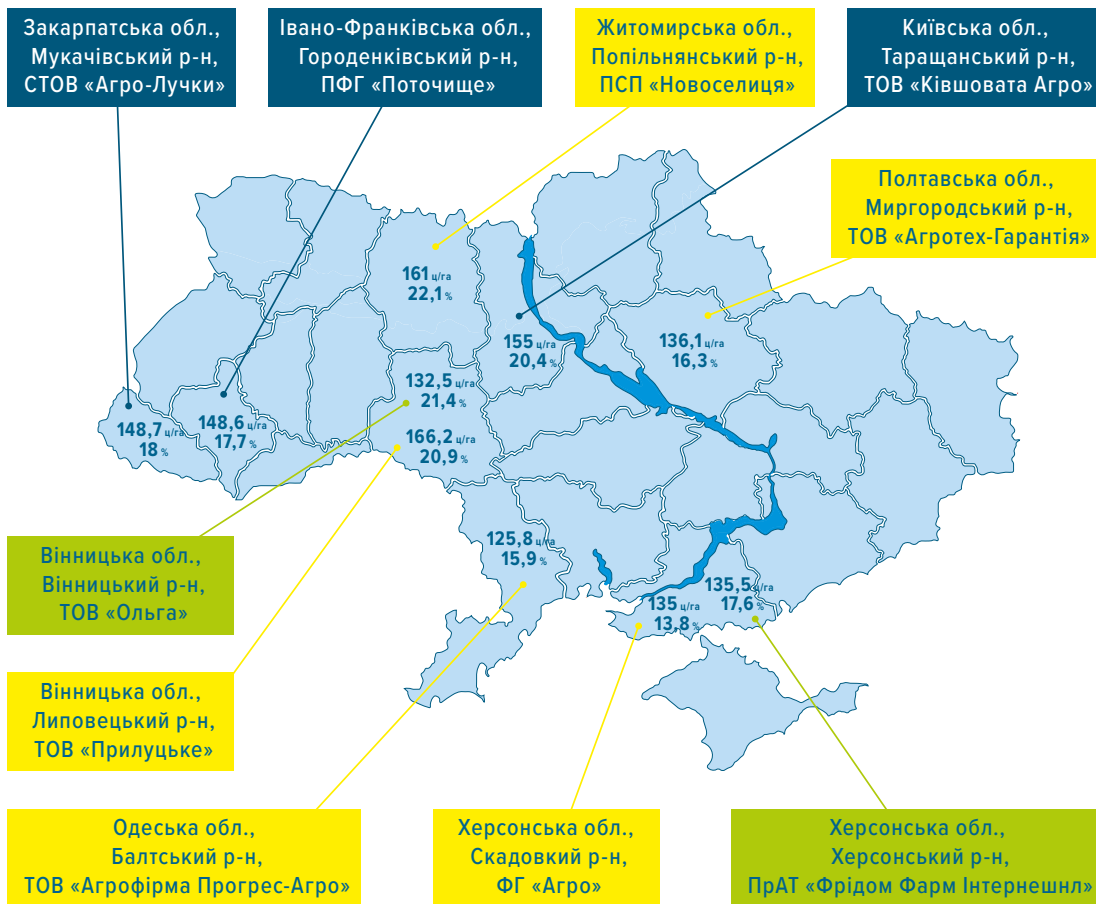 Закарпатська обл.,
Мукачівський р-н,
СТОВ «Агро-Лучки»
Івано-Франківська обл.,
Городенківський р-н,
ПФГ «Поточище»
Житомирська обл.,
Попільнянський р-н,
ПСП «Новоселиця»
Київська обл.,
Таращанський р-н,
ТОВ «Ківшовата Агро»
Полтавська обл.,
Миргородський р-н,
ТОВ «Агротех-Гарантія»
161 ц/га
22,1 %
155 ц/га
20,4 %
136,1 ц/га
16,3 %
132,5 ц/га
21,4 %
148,7 ц/га
18 %
148,6 ц/га
17,7 %
166,2 ц/га
20,9 %
125,8 ц/га
15,9 %
135,5 ц/га
17,6 %
135 ц/га
13,8 %
Вінницька обл.,
Вінницький р-н,
ТОВ «Ольга»
Вінницька обл.,
Липовецький р-н,
ТОВ «Прилуцьке»
Одеська обл.,
Балтський р-н,
ТОВ «Агрофірма Прогрес-Агро»
Херсонська обл.,
Скадовкий р-н,
ФГ «Агро»
Херсонська обл.,
Херсонський р-н,
ПрАТ «Фрідом Фарм Інтернешнл»